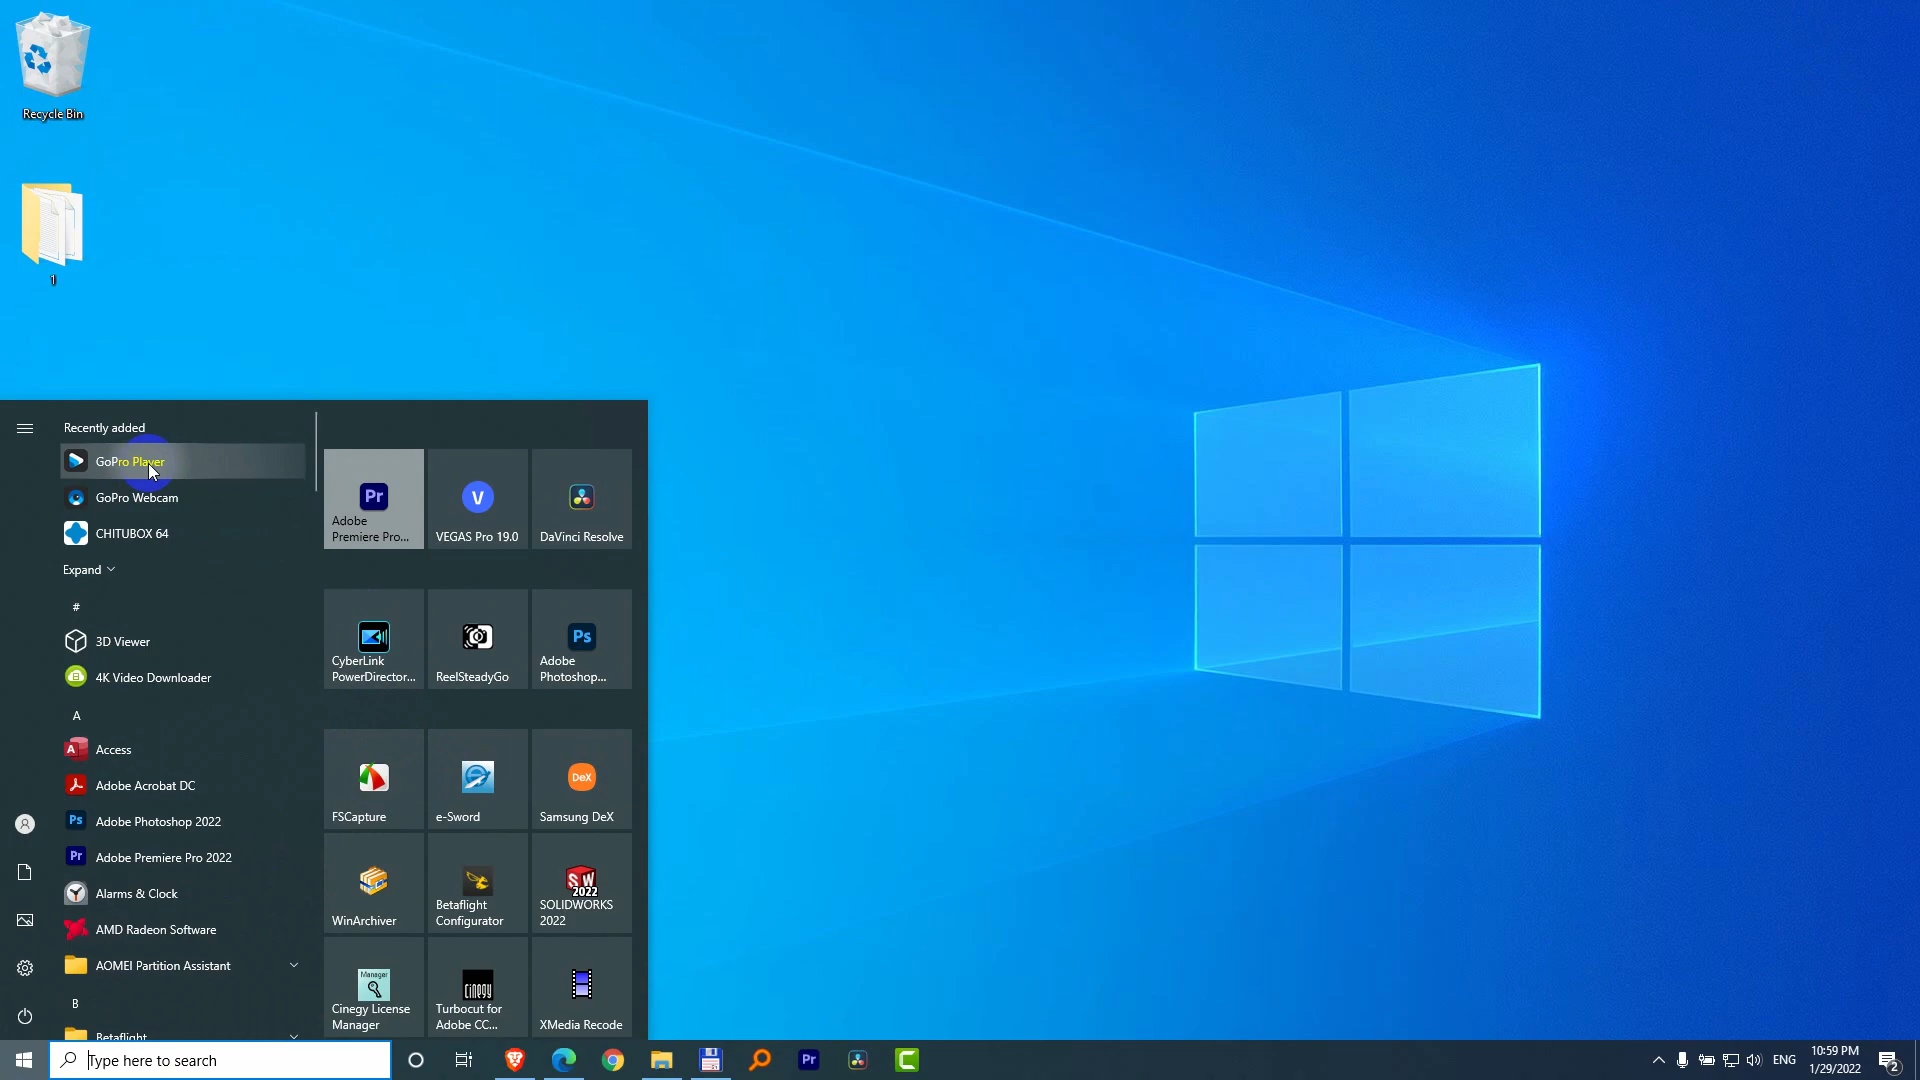 Recycle Bin
1
Recently added
GoPro Player
GoPro Webcam
CHITUBOX 64
Expand
#
3D Viewer
4K Video Downloader
A
Access
Adobe Acrobat DC
Adobe Photoshop 2022
Adobe Premiere Pro 2022
Alarms & Clock
AMD Radeon Software
AOMEI Partition Assistant
B
Betaflight
Pr
Adobe
Premiere Pro...
V
VEGAS Pro 19.0
DaVinci Resolve
CyberLink
PowerDirector...
ReelSteadyGo
Ps
Adobe
Photoshop...
FSCapture
e-Sword
DeX
Samsung DeX
WinArchiver
Betaflight
Configurator
SW
2022
SOLIDWORKS
2022
Manager
Cinegy License
Manager
cinegy
Turbocut for
Adobe CC...
XMedia Recode
A
Ps
Pr
Type here to search
Pr
C
ENG
10:59 PM
1/29/2022
2